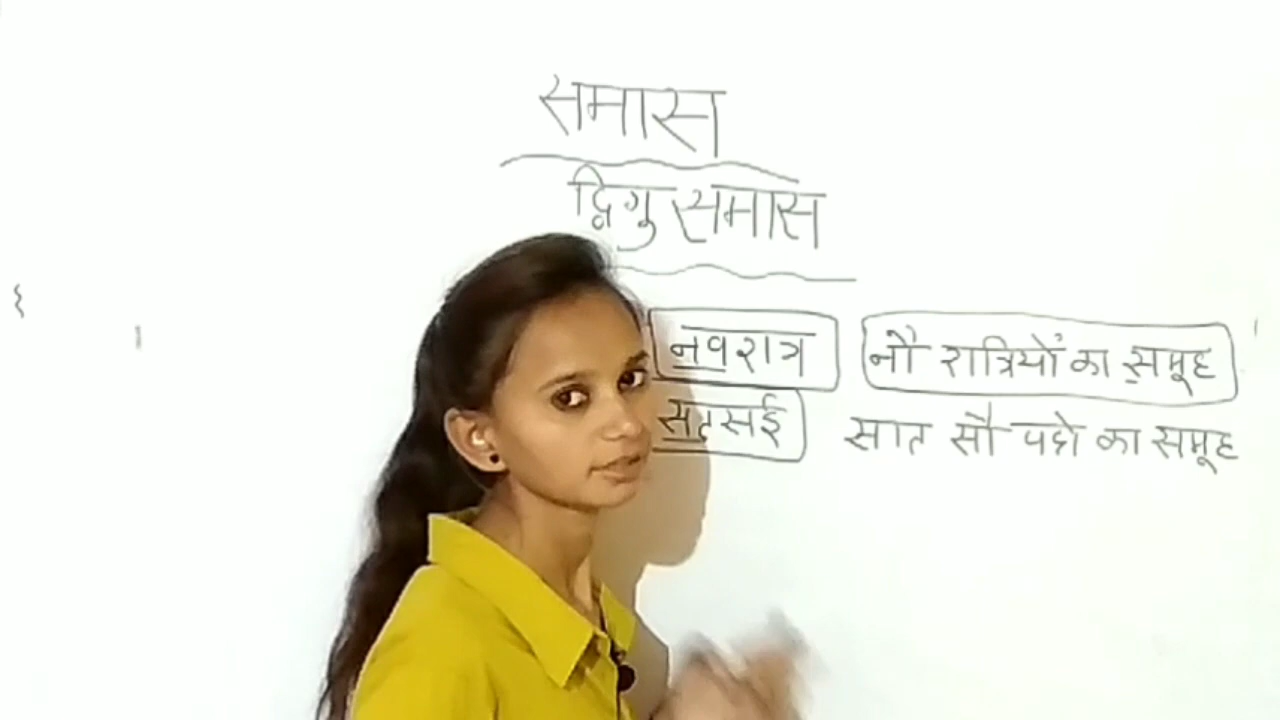 समास
द्विगु समास
नवरात्र नौ रात्रियों का समूह
सतसई सात सौ पदो का समूह